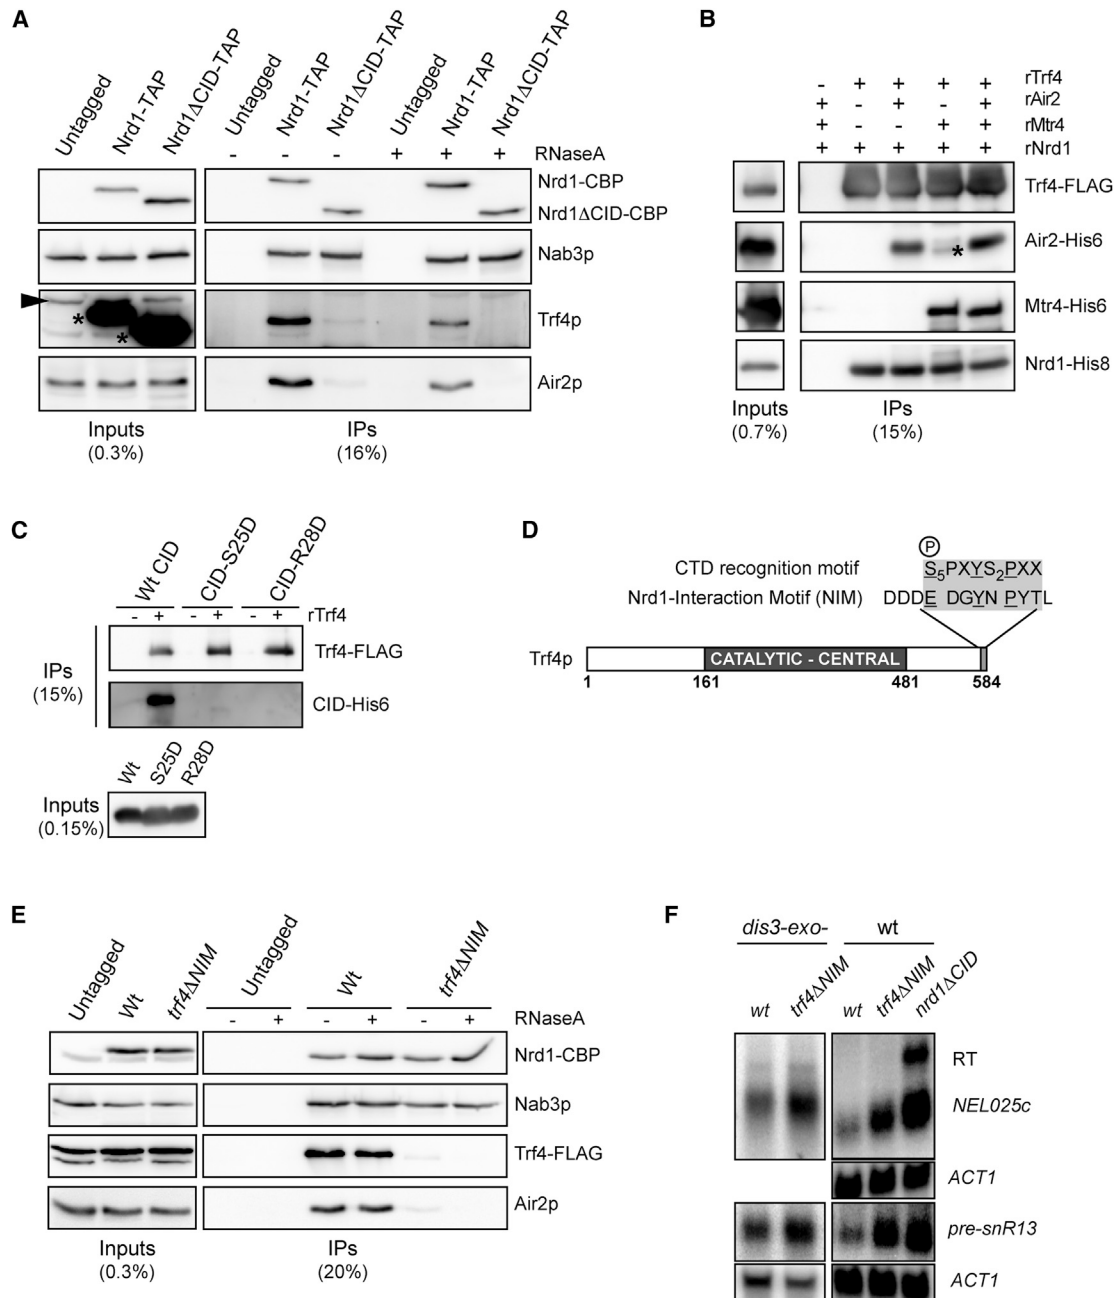 A
Untagged
Nrd1-TAP
Nrd1ΔCID-TAP
Untagged
Nrd1-TAP
Nrd1ΔCID-TAP
Untagged
Nrd1-TAP
Nrd1ΔCID-TAP
- - - + + + RNaseA
Nrd1-CBP
Nrd1ΔCID-CBP
Nab3p
* * Trf4p
Air2p
Inputs
(0.3%)
IPs
(16%)
B
- + + + + rTrf4
+ - + - + rAir2
+ - - + + rMtr4
+ + + + + rNrd1
Trf4-FLAG
* Air2-His6
Mtr4-His6
Nrd1-His8
Inputs
(0.7%)
IPs
(15%)
C
Wt CID
CID-S25D
CID-R28D
- + - + - + rTrf4
IPs
(15%)
Trf4-FLAG
CID-His6
Wt
S25D
R28D
Inputs
(0.15%)
D
P
CTD recognition motif S5PXYS2PXX
Nrd1-Interaction Motif (NIM) DDDE DGYN PYTL
Trf4p CATALYTIC - CENTRAL
1 161 481 584
E
Untagged
Wt
trf4ΔNIM
Untagged
Wt
trf4ΔNIM
- + - + - + RNaseA
Nrd1-CBP
Nab3p
Trf4-FLAG
Air2p
Inputs
(0.3%)
IPs
(20%)
F
dis3-exo- wt
wt
trf4ΔNIM
wt
trf4ΔNIM
nrd1ΔCID
RT
NEL025c
ACT1
pre-snR13
ACT1